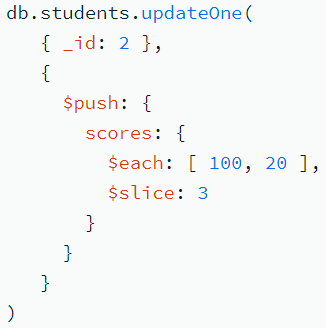 db.students.updateOne(
   { _id: 2 },
   {
     $push: {
       scores: {
         $each: [ 100, 20 ],
         $slice: 3
       }
     }
   }
)